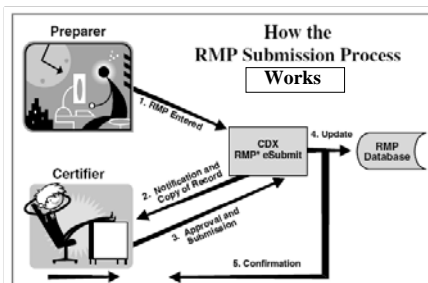 Preparer
How the
RMP Submission Process
Works
1. RMP Entered
CDX
RMP* eSubmit
4. Update
RMP
Database
Certifier
2. Notification and
Copy of Record
3. Approval and
Submission
5. Confirmation